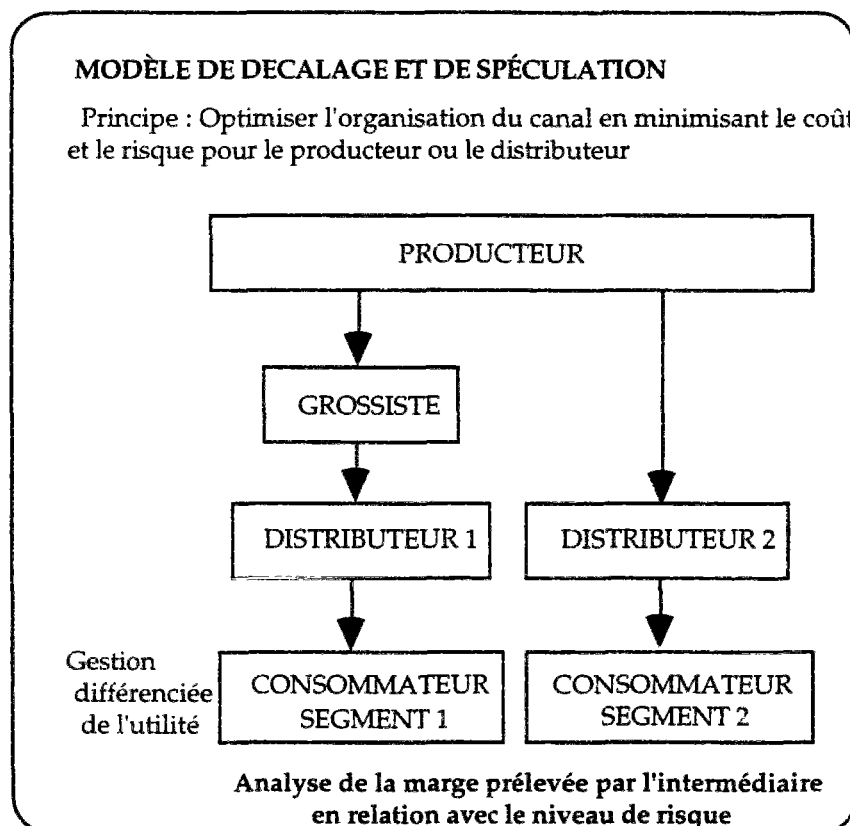 MODÈLE DE DECALAGE ET DE SPÉCULATION
Principe : Optimiser l'organisation du canal en minimisant le coût
et le risque pour le producteur ou le distributeur
PRODUCTEUR
GROSSISTE
DISTRIBUTEUR 1
DISTRIBUTEUR 2
Gestion
différenciée
de l'utilité
CONSOMMATEUR
SEGMENT 1
CONSOMMATEUR
SEGMENT 2
Analyse de la marge prélevée par l'intermédiaire
en relation avec le niveau de risque